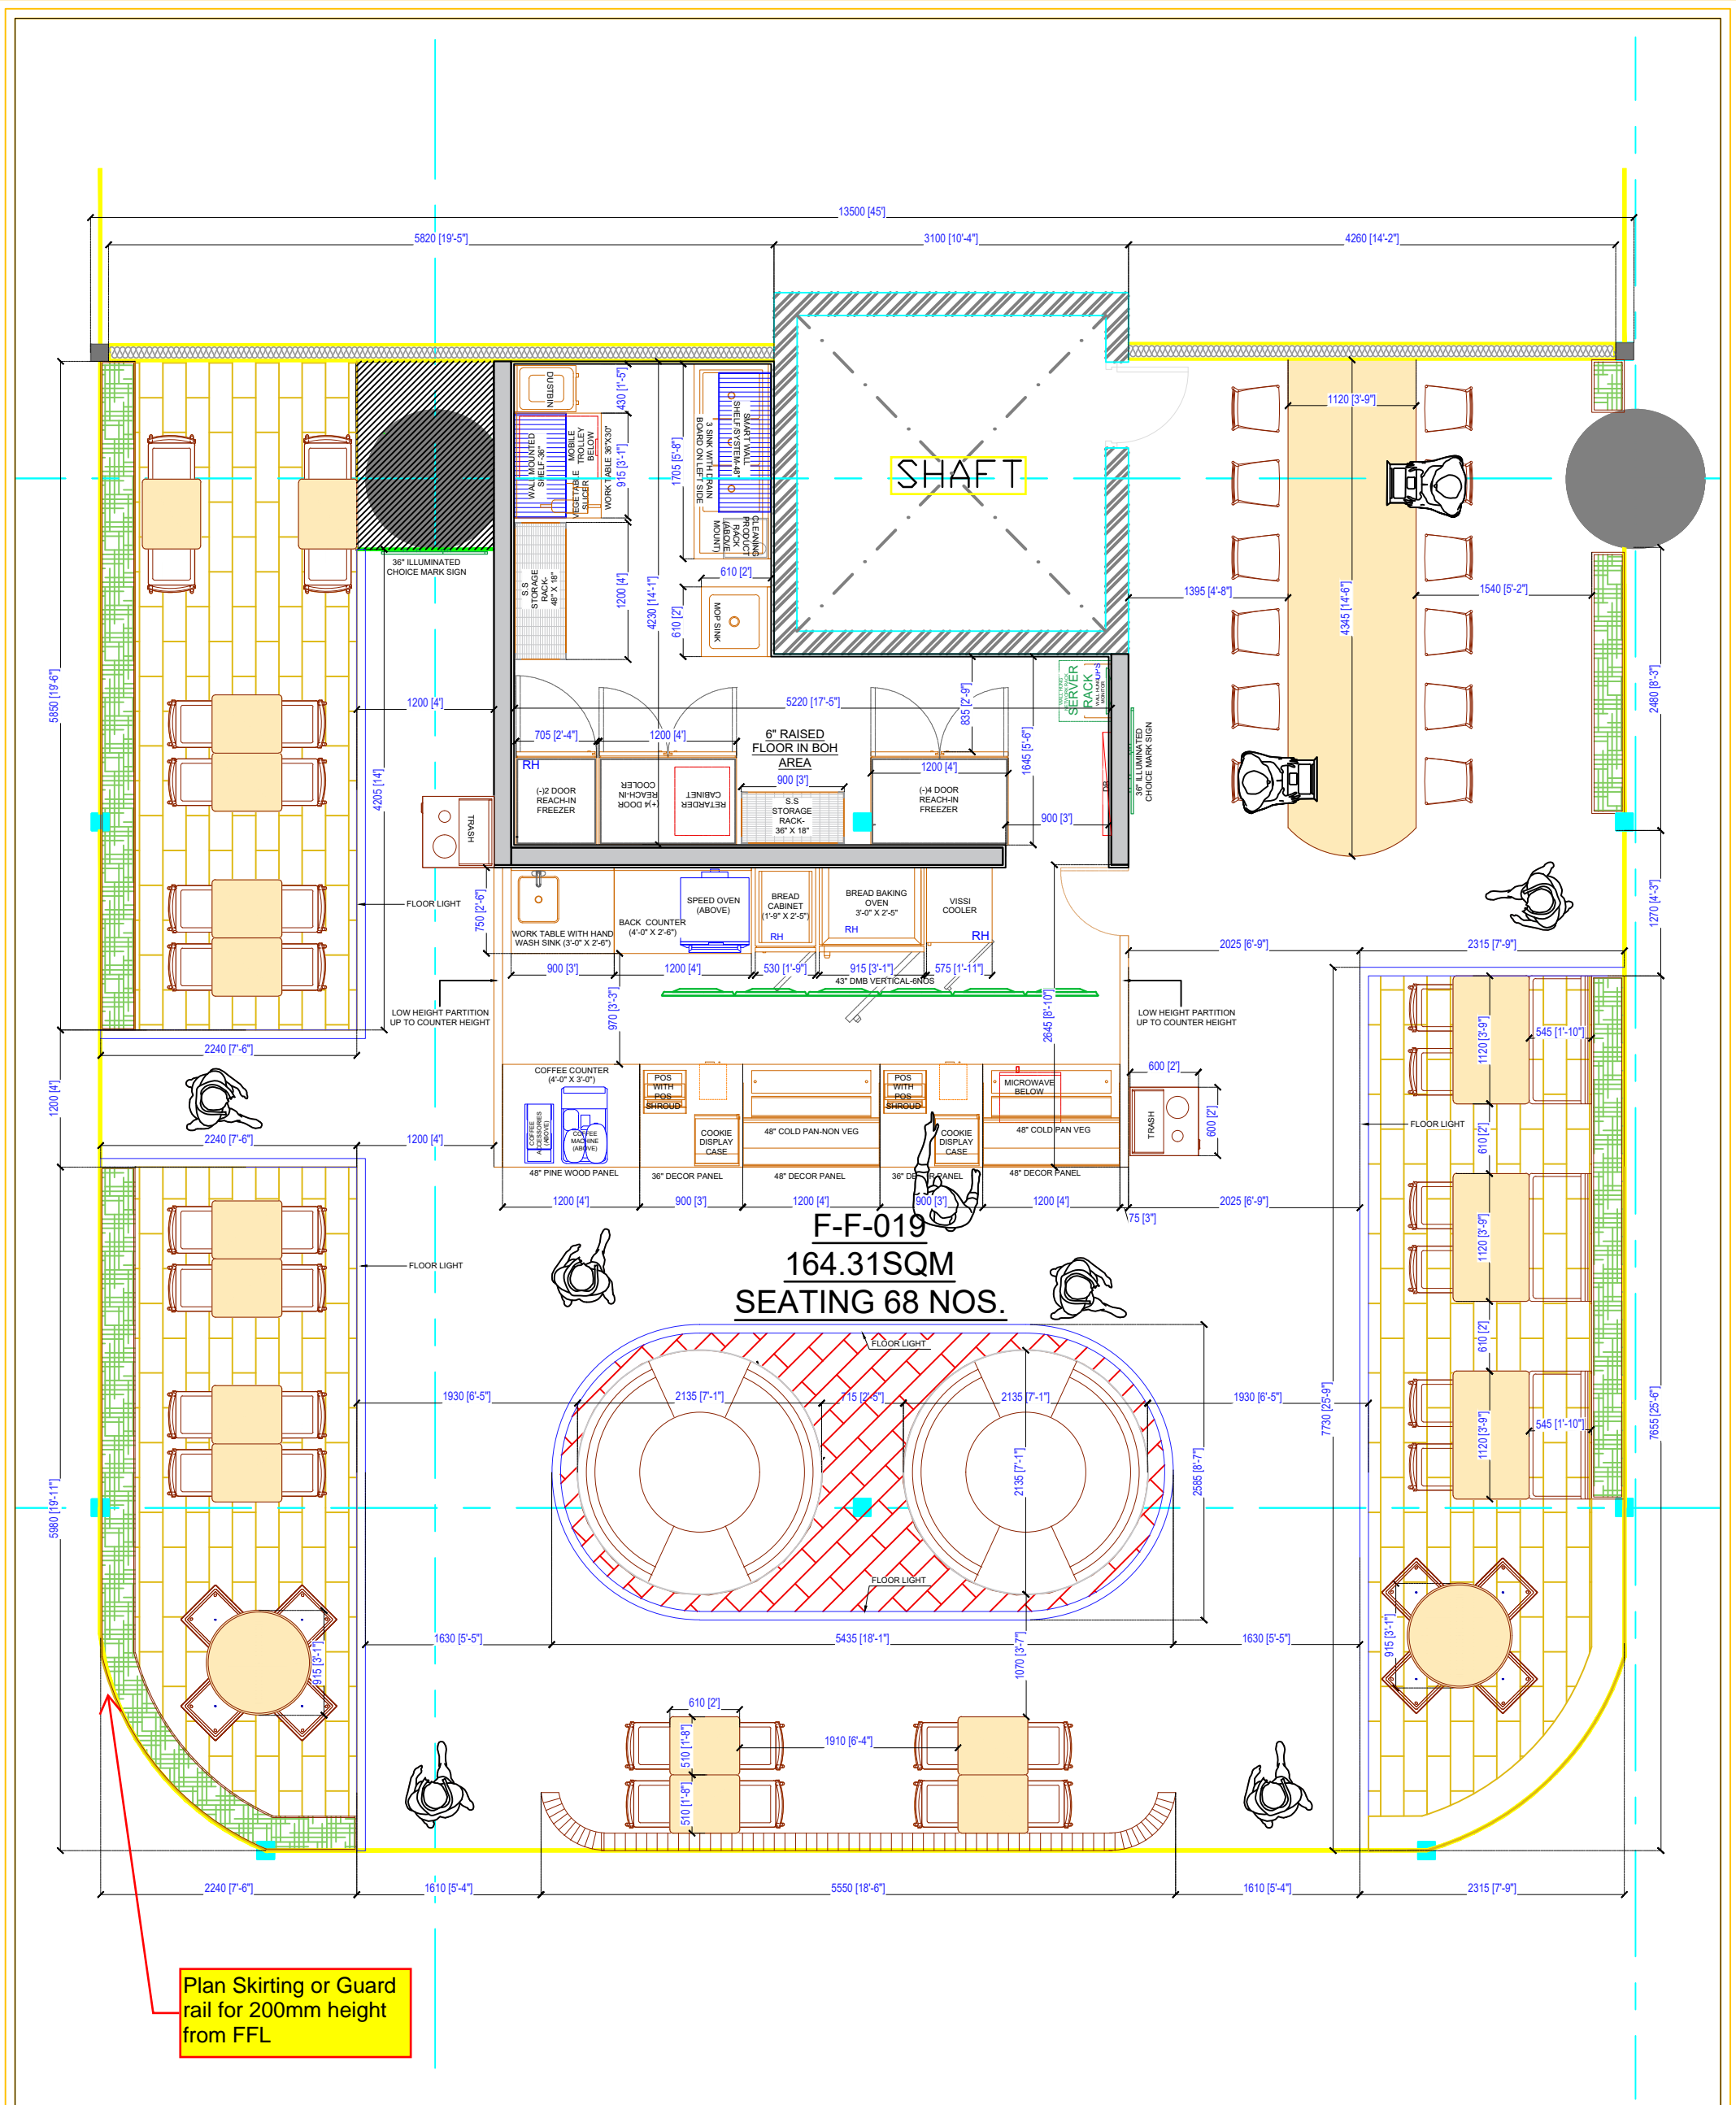 13500 [45']
5820 [19'-5"]
3100 [10'-4"]
4260 [14'-2"]
DUSTBIN
430 [1'-5"]
WALL MOUNTED
SHELF-36"
MOBILE
TROLLEY
BELOW
VEGETABLE
SLICER
WORK TABLE 36"X30"
915 [3'-1"]
1705 [5'-8"]
3 SINK WITH DRAIN
BOARD ON LEFT SIDE
SMART WALL
SHELF/SYSTEM-48"
CLEANING
PRODUCT
RACK
(ABOVE
MOUNT)
SHAFT
1120 [3'-9"]
36" ILLUMINATED
CHOICE MARK SIGN
S.S
STORAGE
RACK-
48" X 18"
1200 [4']
4230 [14'-1"]
610 [2']
610 [2']
MOP SINK
1395 [4'-8"]
4345 [14'-6"]
1540 [5'-2"]
5850 [19'-6"]
1200 [4']
4205 [14']
5220 [17'-5"]
835 [2'-9"]
1645 [5'-6"]
SERVER
RACK
UPS
36" ILLUMINATED
CHOICE MARK SIGN
2480 [8'-3"]
705 [2'-4"]
1200 [4']
6" RAISED
FLOOR IN BOH
AREA
RH
900 [3']
1200 [4']
(-)2 DOOR
REACH-IN
FREEZER
(+)4 DOOR
REACH-IN
COOLER
RETARDER
CABINET
S.S
STORAGE
RACK-
36" X 18"
(-)4 DOOR
REACH-IN
FREEZER
900 [3']
DB
TRASH
FLOOR LIGHT
750 [2'-6"]
WORK TABLE WITH HAND
WASH SINK (3'-0" X 2'-6")
BACK COUNTER
(4'-0" X 2'-6")
SPEED OVEN
(ABOVE)
BREAD
CABINET
(1'-9" X 2'-5")
RH
BREAD BAKING
OVEN
3'-0" X 2'-5"
RH
VISSI
COOLER
RH
1270 [4'-3"]
2025 [6'-9"]
2315 [7'-9"]
900 [3']
1200 [4']
530 [1'-9"]
915 [3'-1"]
575 [1'-11"]
43" DMB VERTICAL-6NOS
LOW HEIGHT PARTITION
UP TO COUNTER HEIGHT
970 [3'-3"]
2645 [8'-10"]
LOW HEIGHT PARTITION
UP TO COUNTER HEIGHT
2240 [7'-6"]
1120 [3'-9"]
545 [1'-10"]
1200 [4']
2240 [7'-6"]
1200 [4']
COFFEE COUNTER
(4'-0" X 3'-0")
COFFEE
ACCESSORIES
(ABOVE)
COFFEE
MACHINE
(ABOVE)
POS
WITH
POS
SHROUD
COOKIE
DISPLAY
CASE
48" COLD PAN-NON VEG
POS
WITH
POS
SHROUD
COOKIE
DISPLAY
CASE
MICROWAVE
BELOW
48" COLD PAN VEG
600 [2']
TRASH
600 [2']
FLOOR LIGHT
610 [2']
48" PINE WOOD PANEL
36" DECOR PANEL
48" DECOR PANEL
36" DECOR PANEL
48" DECOR PANEL
1200 [4']
900 [3']
1200 [4']
900 [3']
1200 [4']
75 [3"]
2025 [6'-9"]
1120 [3'-9"]
F-F-019
164.31SQM
SEATING 68 NOS.
FLOOR LIGHT
FLOOR LIGHT
610 [2']
1930 [6'-5"]
2135 [7'-1"]
715 [2'-5"]
2135 [7'-1"]
1930 [6'-5"]
7730 [25'-9"]
1120 [3'-9"]
545 [1'-10"]
7655 [25'-6"]
2135 [7'-1"]
2585 [8'-7"]
5980 [19'-11"]
FLOOR LIGHT
915 [3'-1"]
1630 [5'-5"]
5435 [18'-1"]
1070 [3'-7"]
1630 [5'-5"]
915 [3'-1"]
610 [2']
510 [1'-8"]
1910 [6'-4"]
510 [1'-8"]
2240 [7'-6"]
1610 [5'-4"]
5550 [18'-6"]
1610 [5'-4"]
2315 [7'-9"]
Plan Skirting or Guard
rail for 200mm height
from FFL